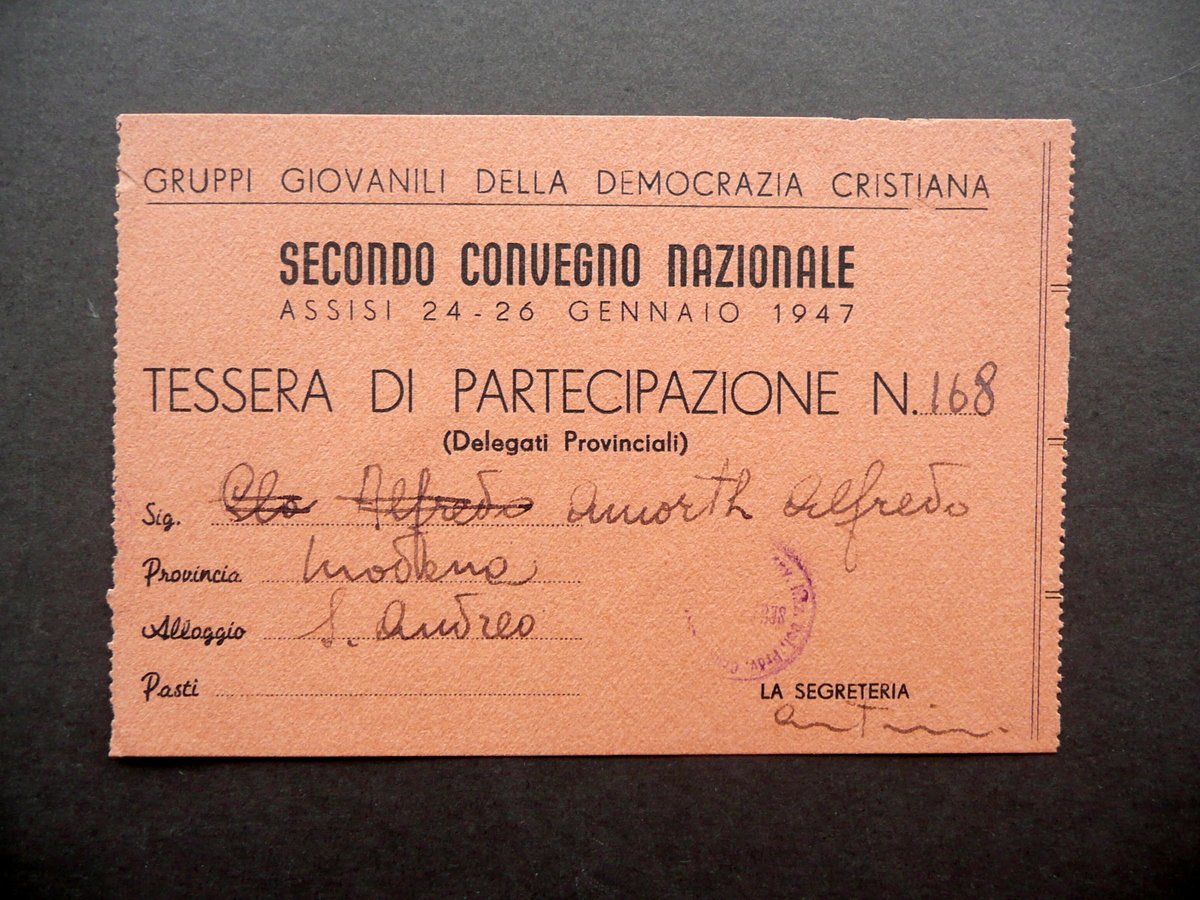 GRUPPI GIOVANILI DELLA DEMOCRAZIA CRISTIANA
SECONDO CONVEGNO NAZIONALE
ASSISI 24-26 GENNAIO 1947
TESSERA DI PARTECIPAZIONE N. 168
(Delegati Provinciali)
Sig. Alfredo Amorth Alfredo
Provincia Modena
Alloggio S. Andrea
Pasti
LA SEGRETERIA